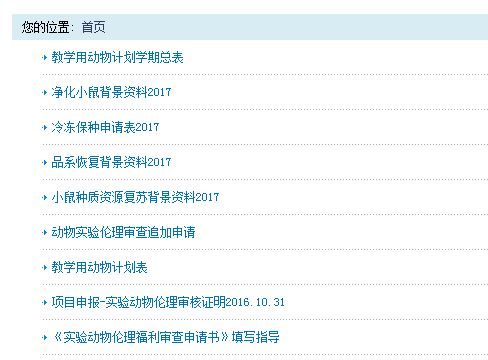 您的位置：首页
教学用动物计划学期总表
净化小鼠背景资料2017
冷冻保种申请表2017
品系恢复背景资料2017
小鼠种质资源复苏背景资料2017
动物实验伦理审查追加申请
教学用动物计划表
项目申报-实验动物伦理审核证明2016.10.31
《实验动物伦理福利审查申请书》填写指导